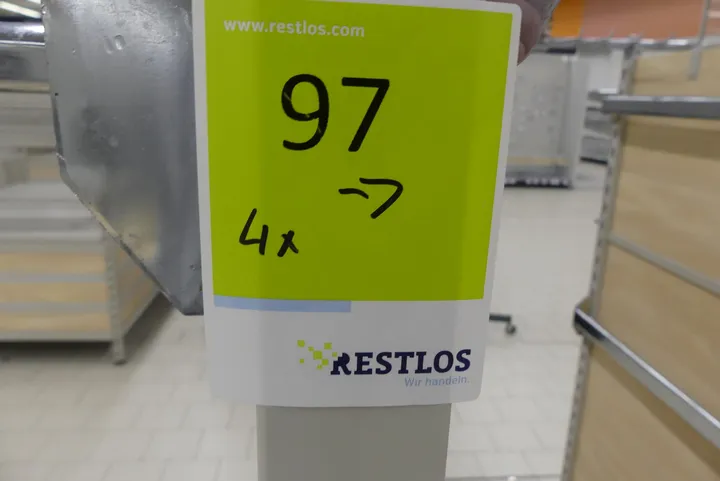 www.restlos.com
97
→
4x
RESTLOS
Wir handeln.